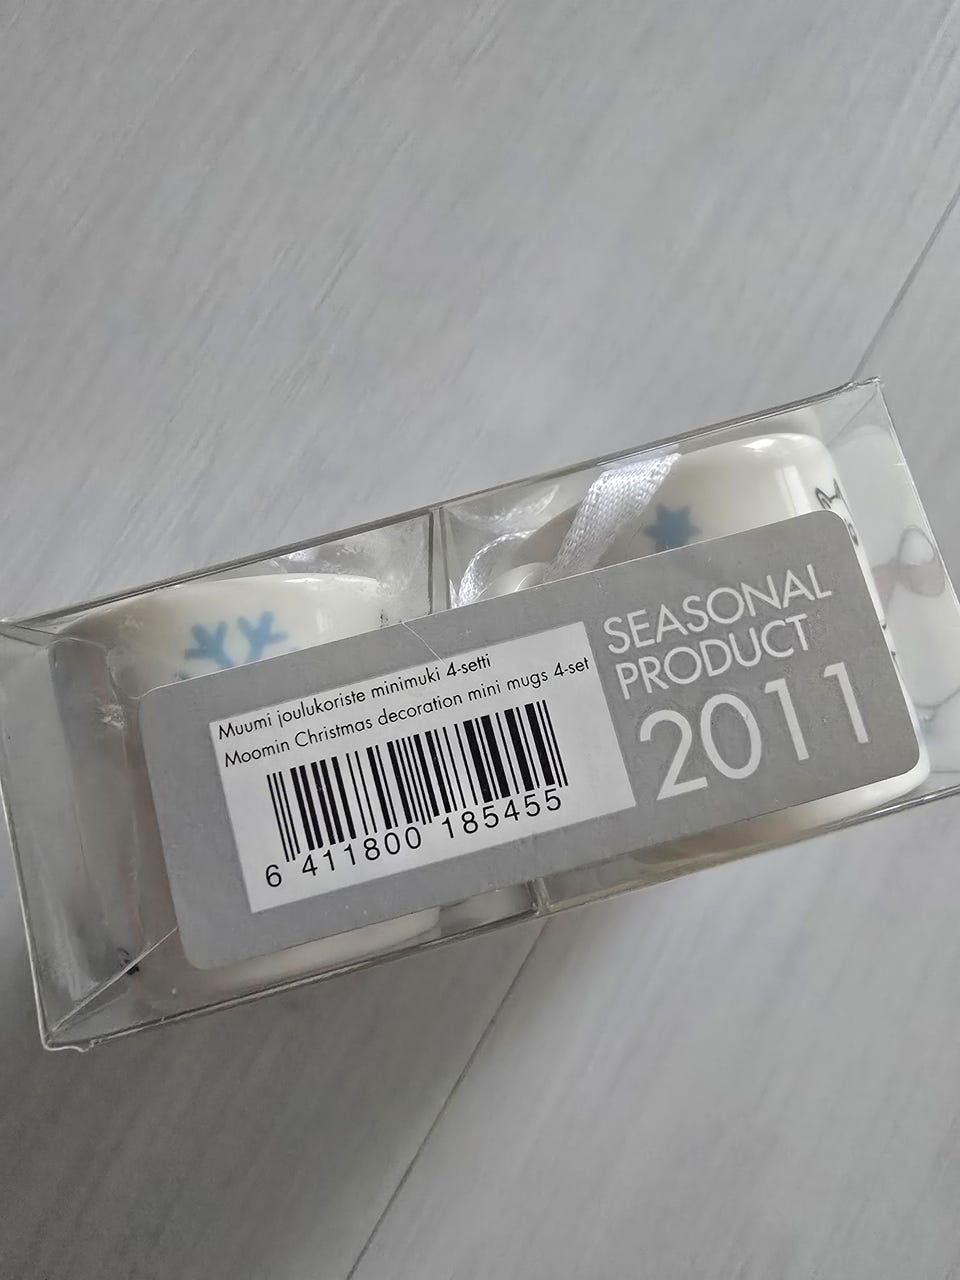 Muumi joulukoriste minimuki 4-setti
Moomin Christmas decoration mini mugs 4-set
6 411800 185455
SEASONAL
PRODUCT
2011